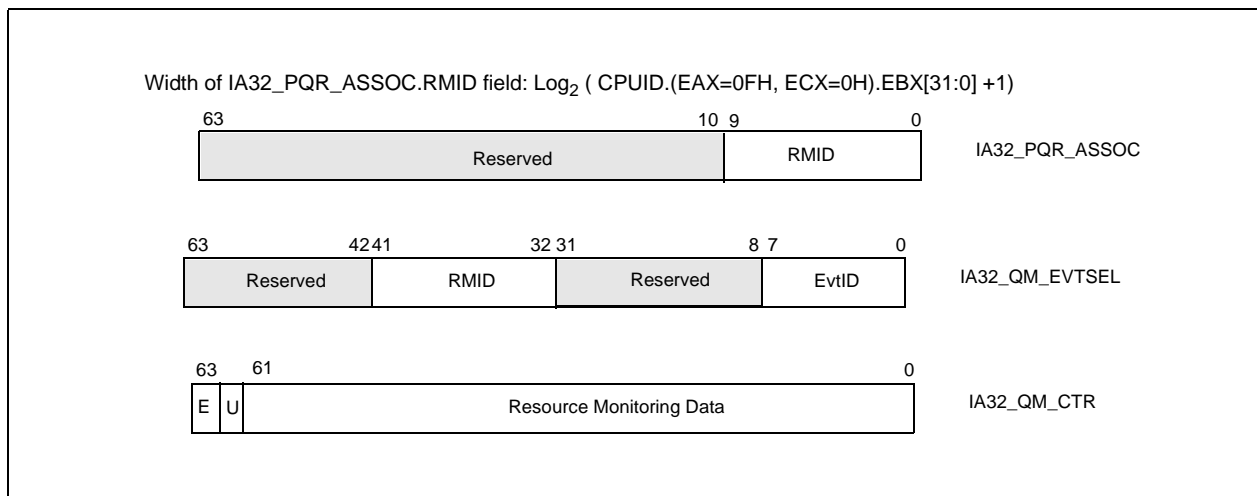 Width of IA32_PQR_ASSOC.RMID field: Log2 ( CPUID.(EAX=0FH, ECX=0H).EBX[31:0] +1)
63 10 9 0
Reserved RMID IA32_PQR_ASSOC
63 42 41 32 31 8 7 0
Reserved RMID Reserved EvtID IA32_QM_EVTSEL
63 61 0
E U Resource Monitoring Data IA32_QM_CTR